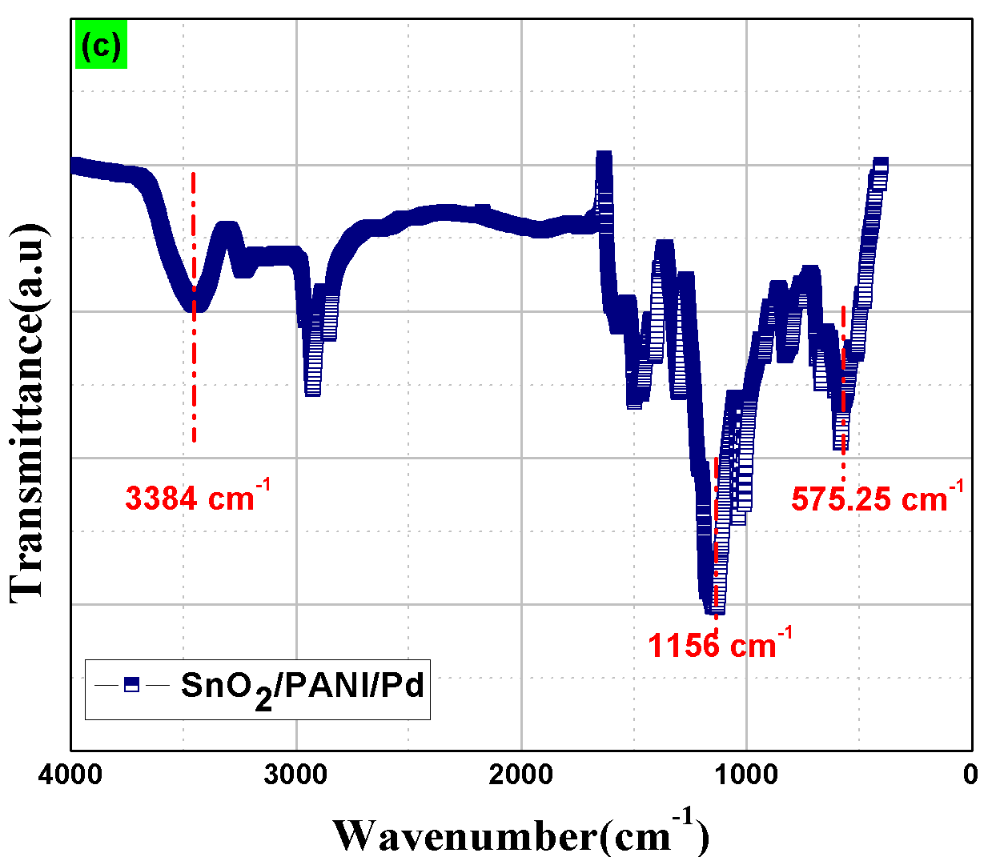 (c)
Transmittance(a.u)
3384 cm⁻¹
575.25 cm⁻¹
1156 cm⁻¹
SnO₂/PANI/Pd
4000 3000 2000 1000 0
Wavenumber(cm⁻¹)